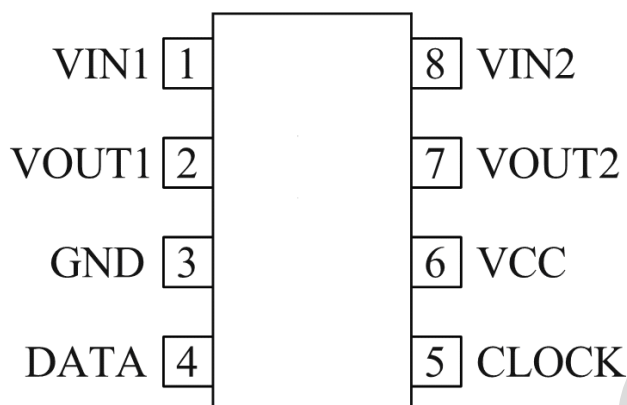 VIN1 1 8 VIN2
VOUT1 2 7 VOUT2
GND 3 6 VCC
DATA 4 5 CLOCK